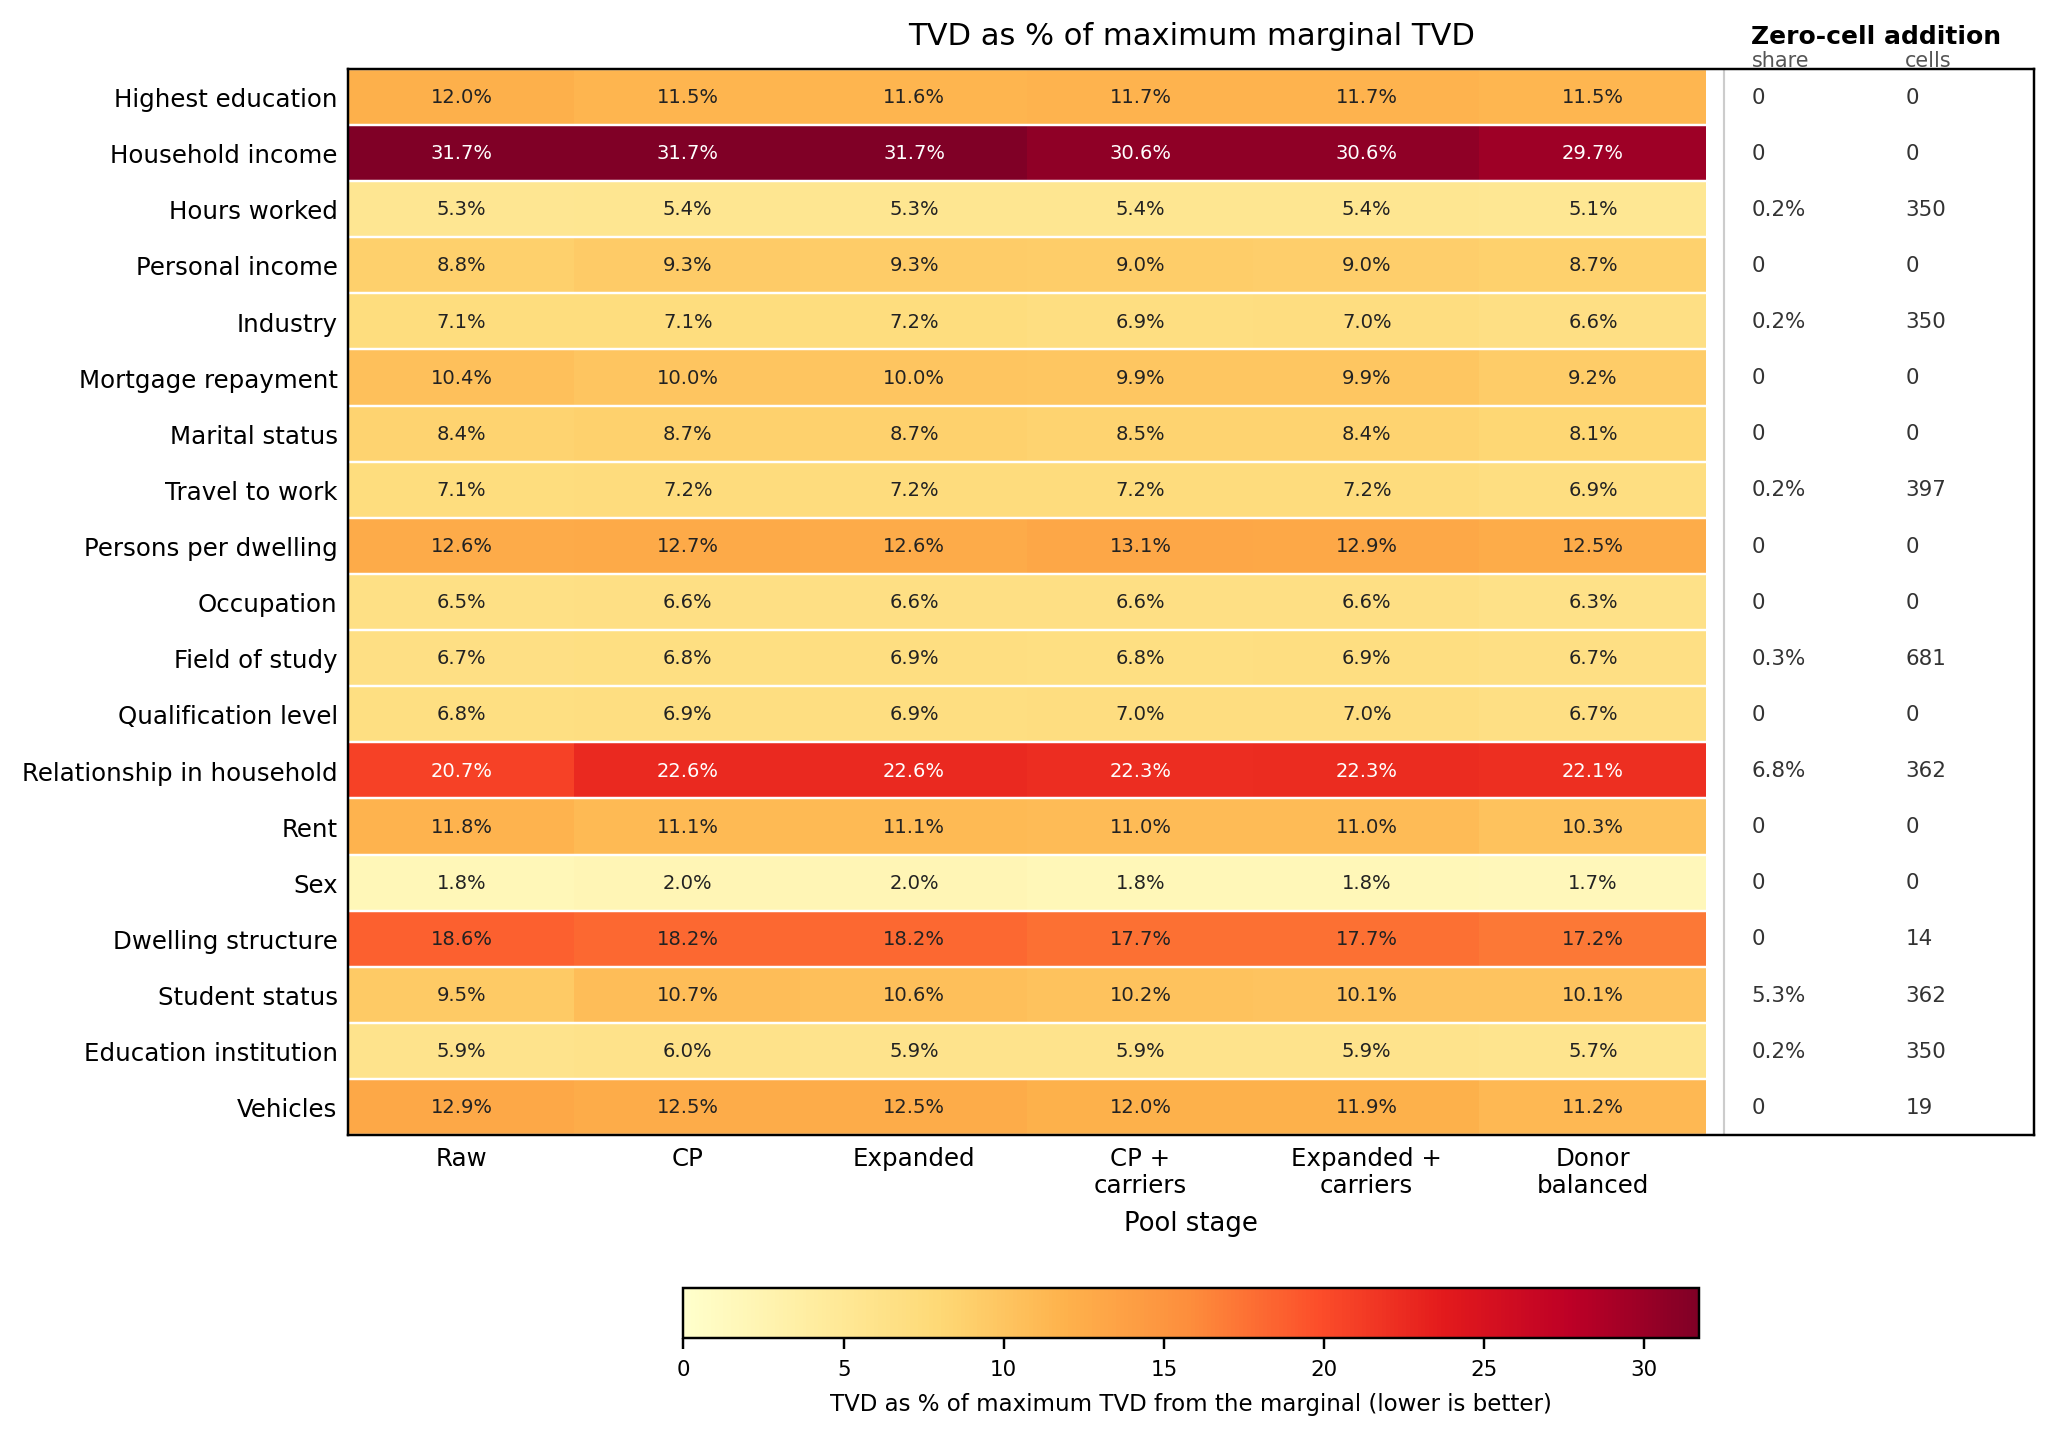 TVD as % of maximum marginal TVD
Zero-cell addition
share cells
Highest education 12.0% 11.5% 11.6% 11.7% 11.7% 11.5% 0 0
Household income 31.7% 31.7% 31.7% 30.6% 30.6% 29.7% 0 0
Hours worked 5.3% 5.4% 5.3% 5.4% 5.4% 5.1% 0.2% 350
Personal income 8.8% 9.3% 9.3% 9.0% 9.0% 8.7% 0 0
Industry 7.1% 7.1% 7.2% 6.9% 7.0% 6.6% 0.2% 350
Mortgage repayment 10.4% 10.0% 10.0% 9.9% 9.9% 9.2% 0 0
Marital status 8.4% 8.7% 8.7% 8.5% 8.4% 8.1% 0 0
Travel to work 7.1% 7.2% 7.2% 7.2% 7.2% 6.9% 0.2% 397
Persons per dwelling 12.6% 12.7% 12.6% 13.1% 12.9% 12.5% 0 0
Occupation 6.5% 6.6% 6.6% 6.6% 6.6% 6.3% 0 0
Field of study 6.7% 6.8% 6.9% 6.8% 6.9% 6.7% 0.3% 681
Qualification level 6.8% 6.9% 6.9% 7.0% 7.0% 6.7% 0 0
Relationship in household 20.7% 22.6% 22.6% 22.3% 22.3% 22.1% 6.8% 362
Rent 11.8% 11.1% 11.1% 11.0% 11.0% 10.3% 0 0
Sex 1.8% 2.0% 2.0% 1.8% 1.8% 1.7% 0 0
Dwelling structure 18.6% 18.2% 18.2% 17.7% 17.7% 17.2% 0 14
Student status 9.5% 10.7% 10.6% 10.2% 10.1% 10.1% 5.3% 362
Education institution 5.9% 6.0% 5.9% 5.9% 5.9% 5.7% 0.2% 350
Vehicles 12.9% 12.5% 12.5% 12.0% 11.9% 11.2% 0 19
Raw CP Expanded CP + Expanded + Donor
carriers carriers balanced
Pool stage
0 5 10 15 20 25 30
TVD as % of maximum TVD from the marginal (lower is better)